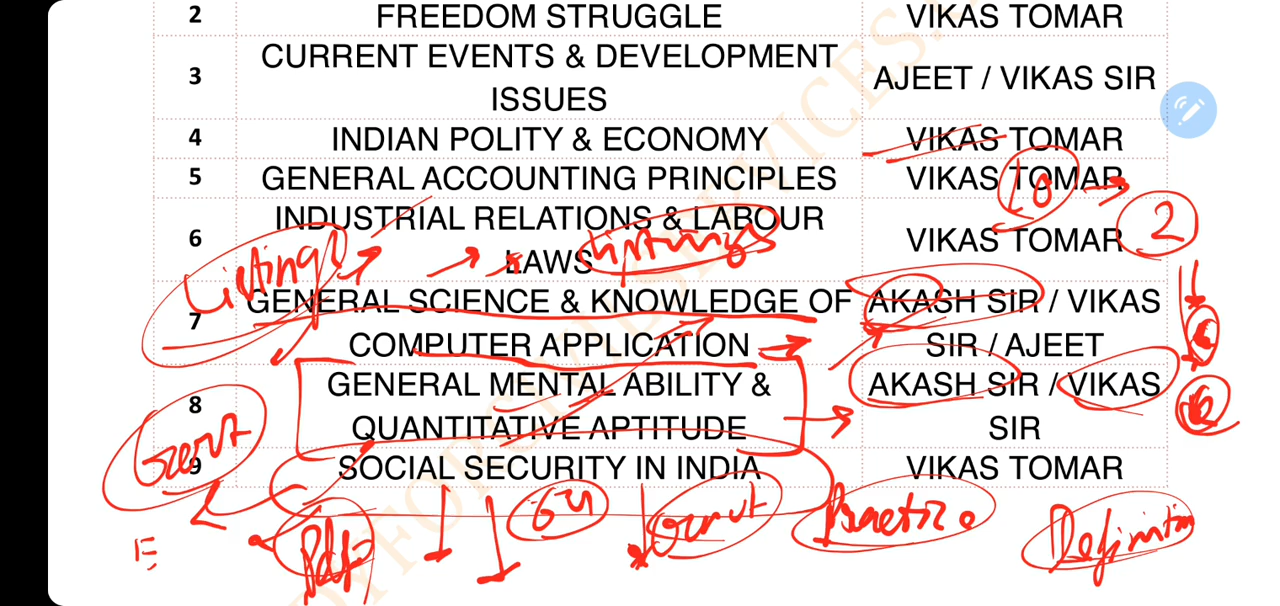 2 FREEDOM STRUGGLE VIKAS TOMAR
3 CURRENT EVENTS & DEVELOPMENT ISSUES AJEET / VIKAS SIR
4 INDIAN POLITY & ECONOMY VIKAS TOMAR
5 GENERAL ACCOUNTING PRINCIPLES VIKAS TOMAR
10
2
6 INDUSTRIAL RELATIONS & LABOUR LAWS VIKAS TOMAR
Listings
7 GENERAL SCIENCE & KNOWLEDGE OF COMPUTER APPLICATION AKASH SIR / VIKAS SIR / AJEET
8 GENERAL MENTAL ABILITY & QUANTITATIVE APTITUDE AKASH SIR / VIKAS SIR
9 SOCIAL SECURITY IN INDIA VIKAS TOMAR
Pdf
Practice
Definition
E